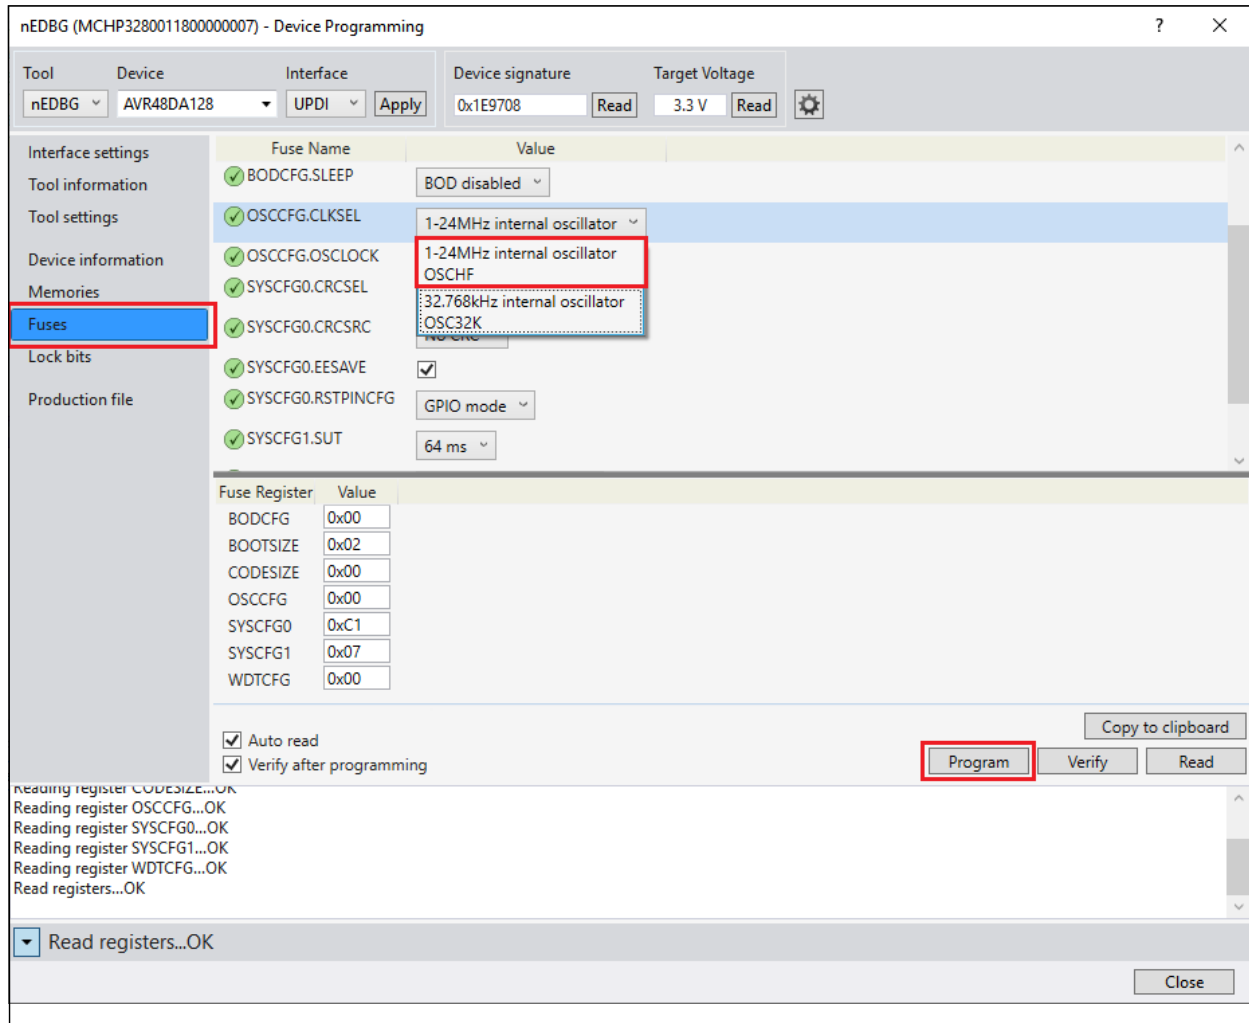 nEDBG (MCHP3280011800000007) - Device Programming ? ×
Tool Device Interface Device signature Target Voltage
nEDBG AVR48DA128 UPDI Apply 0x1E9708 Read 3.3 V Read
Interface settings
Tool information
Tool settings
Device information
Memories
Fuses
Lock bits
Production file
Fuse Name Value
BODCFG.SLEEP BOD disabled
OSCCFG.CLKSEL 1-24MHz internal oscillator
1-24MHz internal oscillator
OSCHF
32.768kHz internal oscillator
OSC32K
OSCCFG.OSCLOCK
SYSCFG0.CRCSEL
SYSCFG0.CRCSRC No CRC
SYSCFG0.EESAVE
SYSCFG0.RSTPINCFG GPIO mode
SYSCFG1.SUT 64 ms
Fuse Register Value
BODCFG 0x00
BOOTSIZE 0x02
CODESIZE 0x00
OSCCFG 0x00
SYSCFG0 0xC1
SYSCFG1 0x07
WDTCFG 0x00
Copy to clipboard
Auto read
Verify after programming
Program Verify Read
Reading register CODESIZE...OK
Reading register OSCCFG...OK
Reading register SYSCFG0...OK
Reading register SYSCFG1...OK
Reading register WDTCFG...OK
Read registers...OK
Read registers...OK
Close